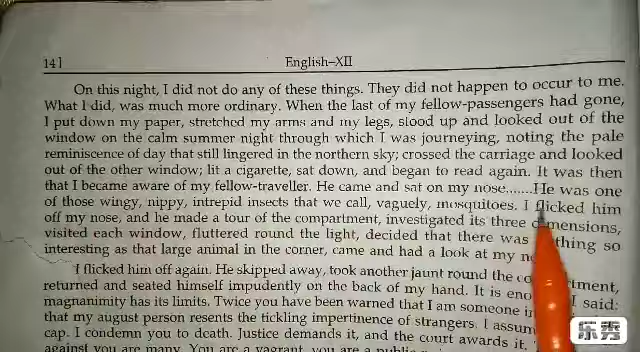 141
English–XII
On this night, I did not do any of these things. They did not happen to occur to me.
What I did, was much more ordinary. When the last of my fellow-passengers had gone,
I put down my paper, stretched my arms and my legs, stood up and looked out of the
window on the calm summer night through which I was journeying, noting the pale
reminiscence of day that still lingered in the northern sky; crossed the carriage and looked
out of the other window; lit a cigarette, sat down, and began to read again. It was then
that I became aware of my fellow-traveller. He came and sat on my nose.......He was one
of those wingy, nippy, intrepid insects that we call, vaguely, mosquitoes. I flicked him
off my nose, and he made a tour of the compartment, investigated its three dimensions,
visited each window, fluttered round the light, decided that there was thing so
interesting as that large animal in the corner, came and had a look at my
I flicked him off again. He skipped away, took another jaunt round the
returned and seated himself impudently on the back of my hand. It is I said:
magnanimity has its limits. Twice you have been warned that I am someone
that my august person resents the tickling impertinence of strangers. I
cap. I condemn you to death. Justice demands it, and the court awards it.
against you are many. You are a vagrant, you are a
乐秀